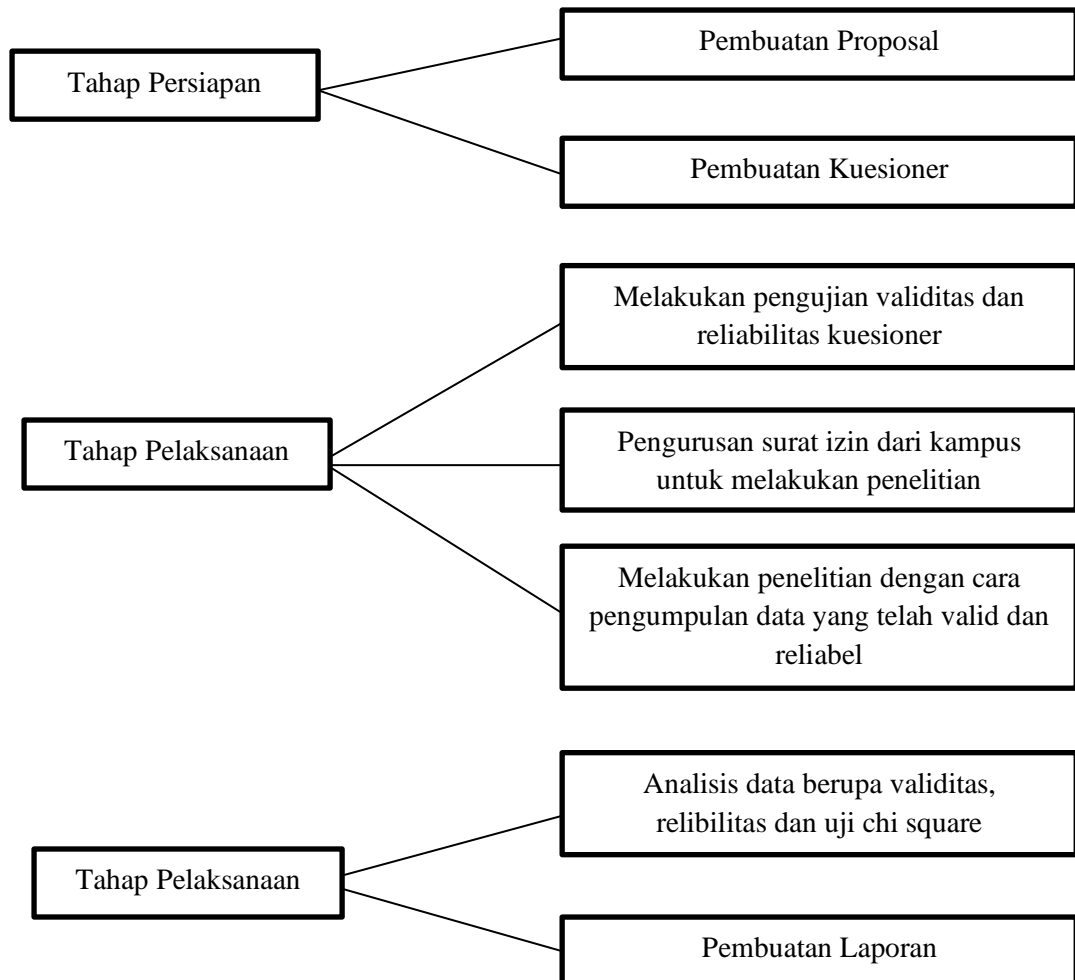 Tahap Persiapan
Pembuatan Proposal
Pembuatan Kuesioner
Tahap Pelaksanaan
Melakukan pengujian validitas dan
reliabilitas kuesioner
Pengurusan surat izin dari kampus
untuk melakukan penelitian
Melakukan penelitian dengan cara
pengumpulan data yang telah valid dan
reliabel
Tahap Pelaksanaan
Analisis data berupa validitas,
relibilitas dan uji chi square
Pembuatan Laporan